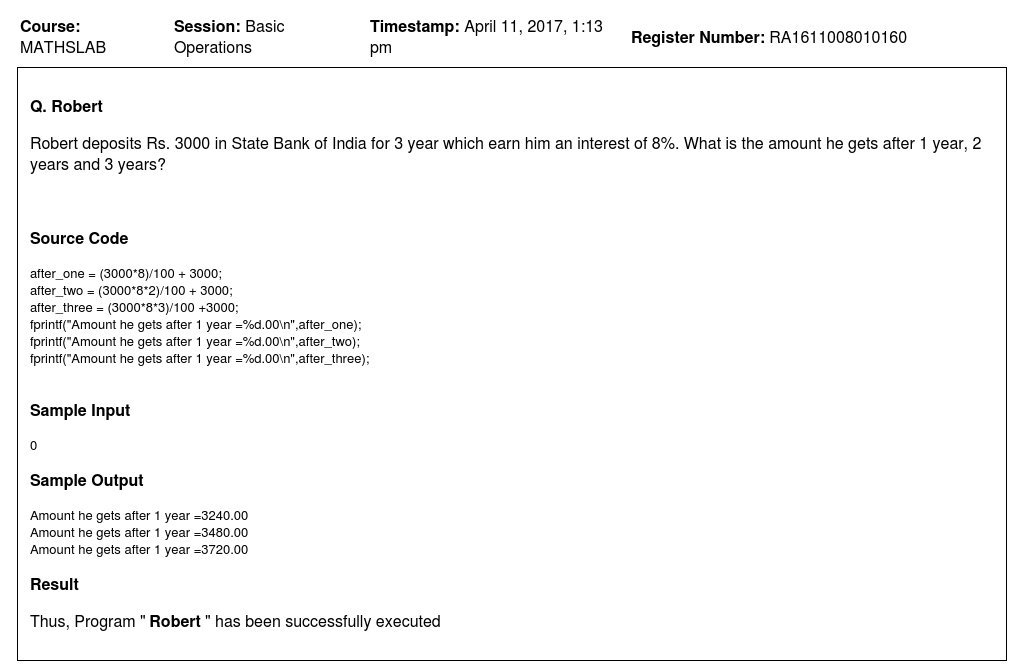 Course: MATHSLAB
Session: Basic Operations
Timestamp: April 11, 2017, 1:13 pm
Register Number: RA1611008010160
Q. Robert
Robert deposits Rs. 3000 in State Bank of India for 3 year which earn him an interest of 8%. What is the amount he gets after 1 year, 2
years and 3 years?
Source Code
after_one = (3000*8)/100 + 3000;
after_two = (3000*8*2)/100 + 3000;
after_three = (3000*8*3)/100 +3000;
fprintf("Amount he gets after 1 year =%d.00\n",after_one);
fprintf("Amount he gets after 1 year =%d.00\n",after_two);
fprintf("Amount he gets after 1 year =%d.00\n",after_three);
Sample Input
0
Sample Output
Amount he gets after 1 year =3240.00
Amount he gets after 1 year =3480.00
Amount he gets after 1 year =3720.00
Result
Thus, Program " Robert " has been successfully executed